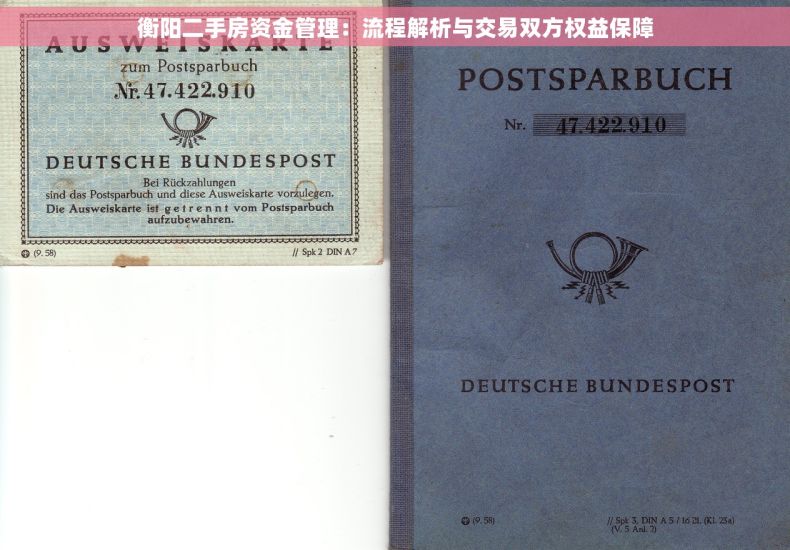 衡阳二手房资金管理：流程解析与交易双方权益保障
AUSWEISKARTE
zum Postsparbuch
Nr. 47.422.910
DEUTSCHE BUNDESPOST
Bei Rückzahlungen
sind das Postsparbuch und diese Ausweiskarte vorzulegen.
Die Ausweiskarte ist getrennt vom Postsparbuch
aufzubewahren.
(9. 58)
// Spk 2 DIN A 7
POSTSPARBUCH
Nr. 47.422.910
DEUTSCHE BUNDESPOST
(9. 58)
// Spk 3, DIN A 5 / 16 Bl. (Kl. 23a)
(V. 5 Anl. 2)